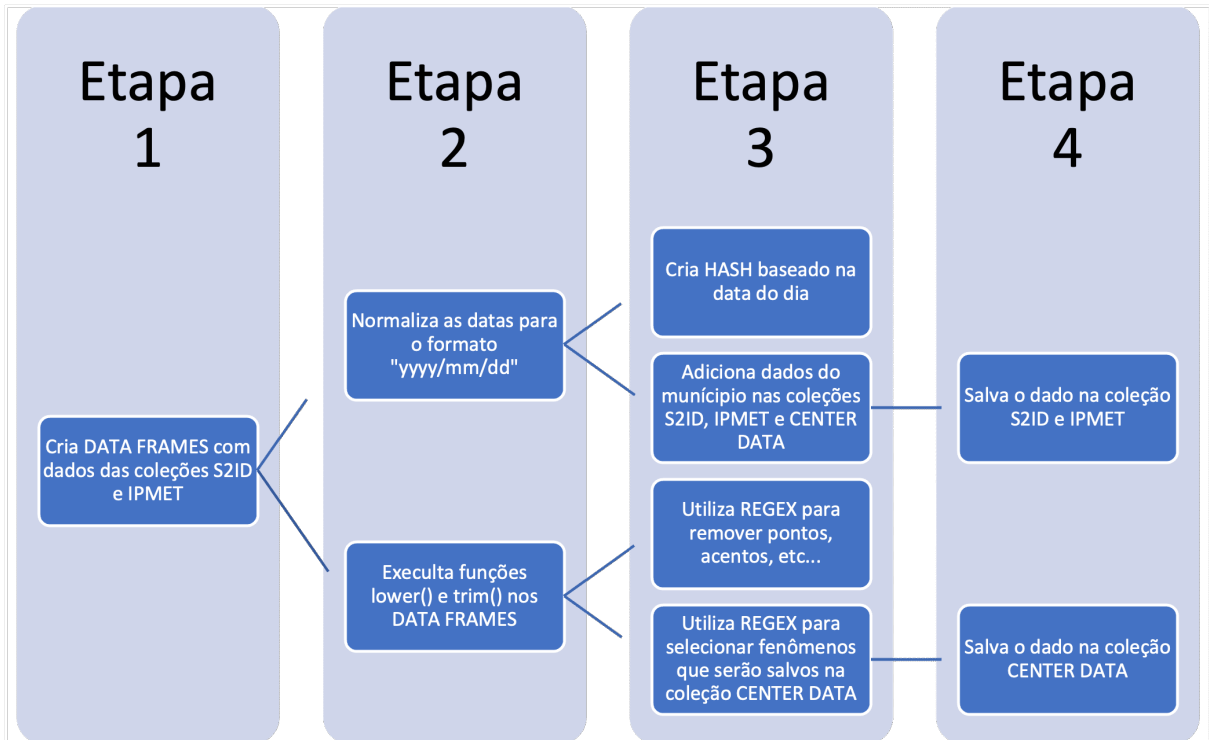 Etapa
1
Etapa
2
Etapa
3
Etapa
4
Cria DATA FRAMES com
dados das coleções S2ID
e IPMET
Normaliza as datas para
o formato
"yyyy/mm/dd"
Execulta funções
lower() e trim() nos
DATA FRAMES
Cria HASH baseado na
data do dia
Adiciona dados do
munícipio nas coleções
S2ID, IPMET e CENTER
DATA
Utiliza REGEX para
remover pontos,
acentos, etc...
Utiliza REGEX para
selecionar fenômenos
que serão salvos na
coleção CENTER DATA
Salva o dado na coleção
S2ID e IPMET
Salva o dado na coleção
CENTER DATA